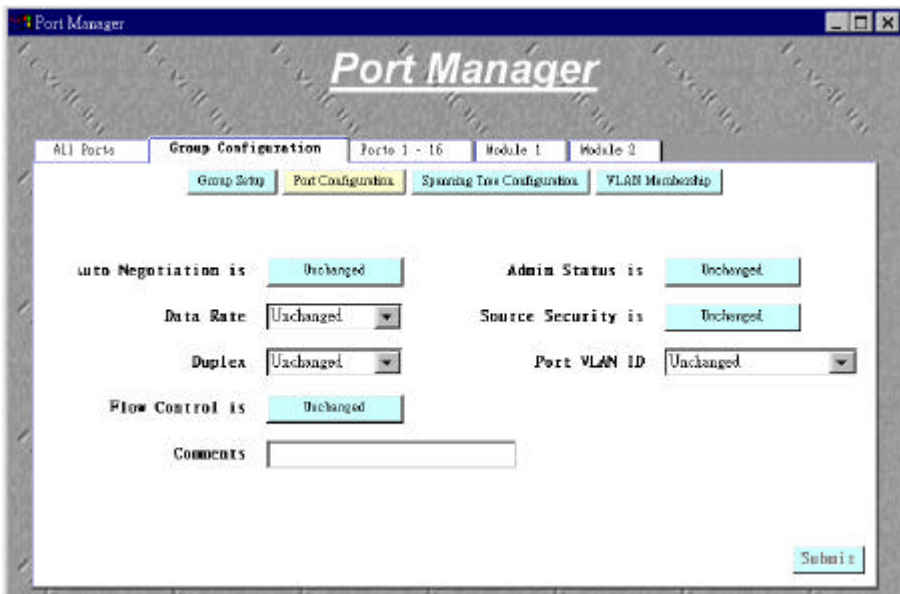 Port Manager
Port Manager
All Ports
Group Configuration
Ports 1 - 16
Module 1
Module 2
Group Setup
Port Configuration
Spanning Tree Configuration
VLAN Membership
uto Negotiation is
Unchanged
Admin Status is
Unchanged
Data Rate
Unchanged
Source Security is
Unchanged
Duplex
Unchanged
Port VLAN ID
Unchanged
Flow Control is
Unchanged
Comments
Submit